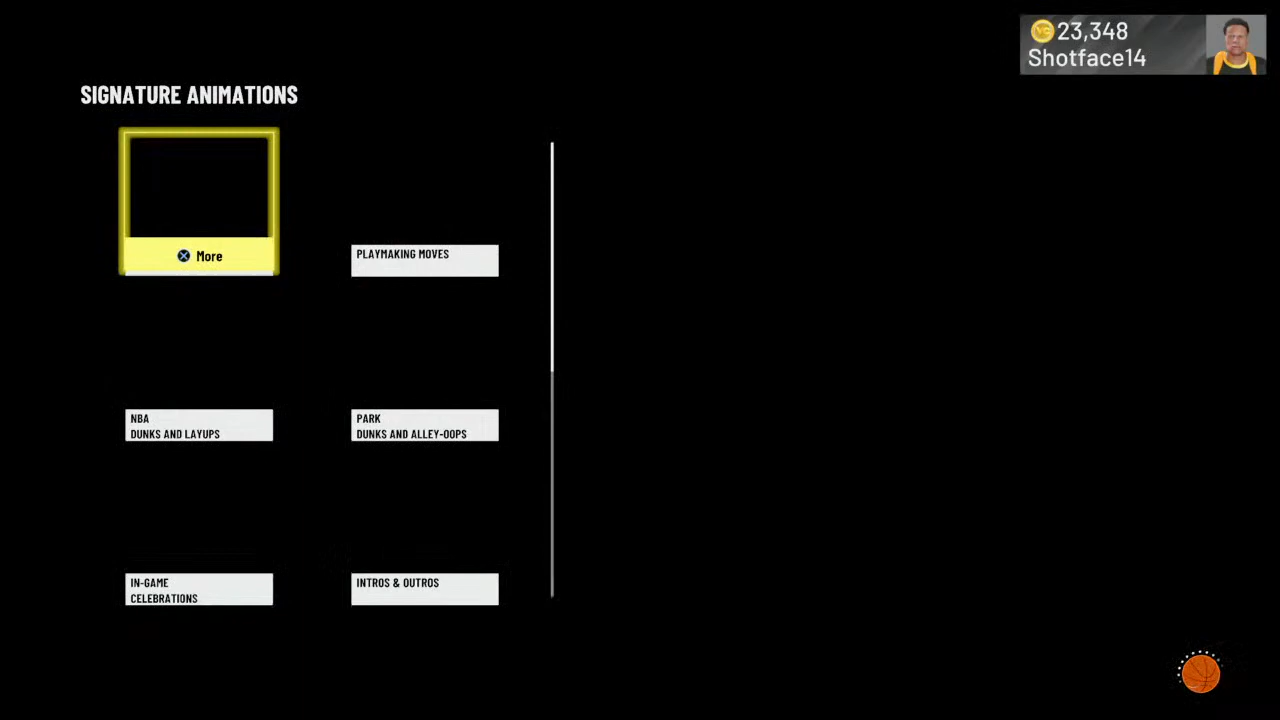 23,348
Shotface14
SIGNATURE ANIMATIONS
More
PLAYMAKING MOVES
NBA
DUNKS AND LAYUPS
PARK
DUNKS AND ALLEY-OOPS
IN-GAME
CELEBRATIONS
INTROS & OUTROS